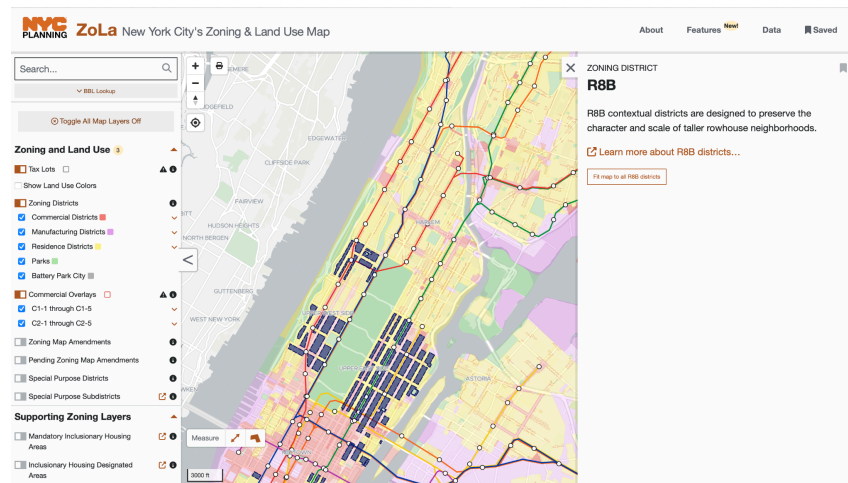 NYC
PLANNING
ZoLa New York City's Zoning & Land Use Map
About
Features New!
Data
Saved
Search...
BBL Lookup
Toggle All Map Layers Off
Zoning and Land Use 3
Tax Lots
Show Land Use Colors
Zoning Districts
Commercial Districts
Manufacturing Districts
Residence Districts
Parks
Battery Park City
Commercial Overlays
C1-1 through C1-5
C2-1 through C2-5
Zoning Map Amendments
Pending Zoning Map Amendments
Special Purpose Districts
Special Purpose Subdistricts
Supporting Zoning Layers
Mandatory Inclusionary Housing
Areas
Inclusionary Housing Designated
Areas
EDGEWATER
CLIFFSIDE PARK
FAIRVIEW
HUDSON HEIGHTS
NORTH BERGEN
HARLEM
GUTTENBERG
WEST NEW YORK
ASTORIA
Measure
3000 ft
ZONING DISTRICT
R8B
R8B contextual districts are designed to preserve the
character and scale of taller rowhouse neighborhoods.
Learn more about R8B districts…
Fit map to all R8B districts